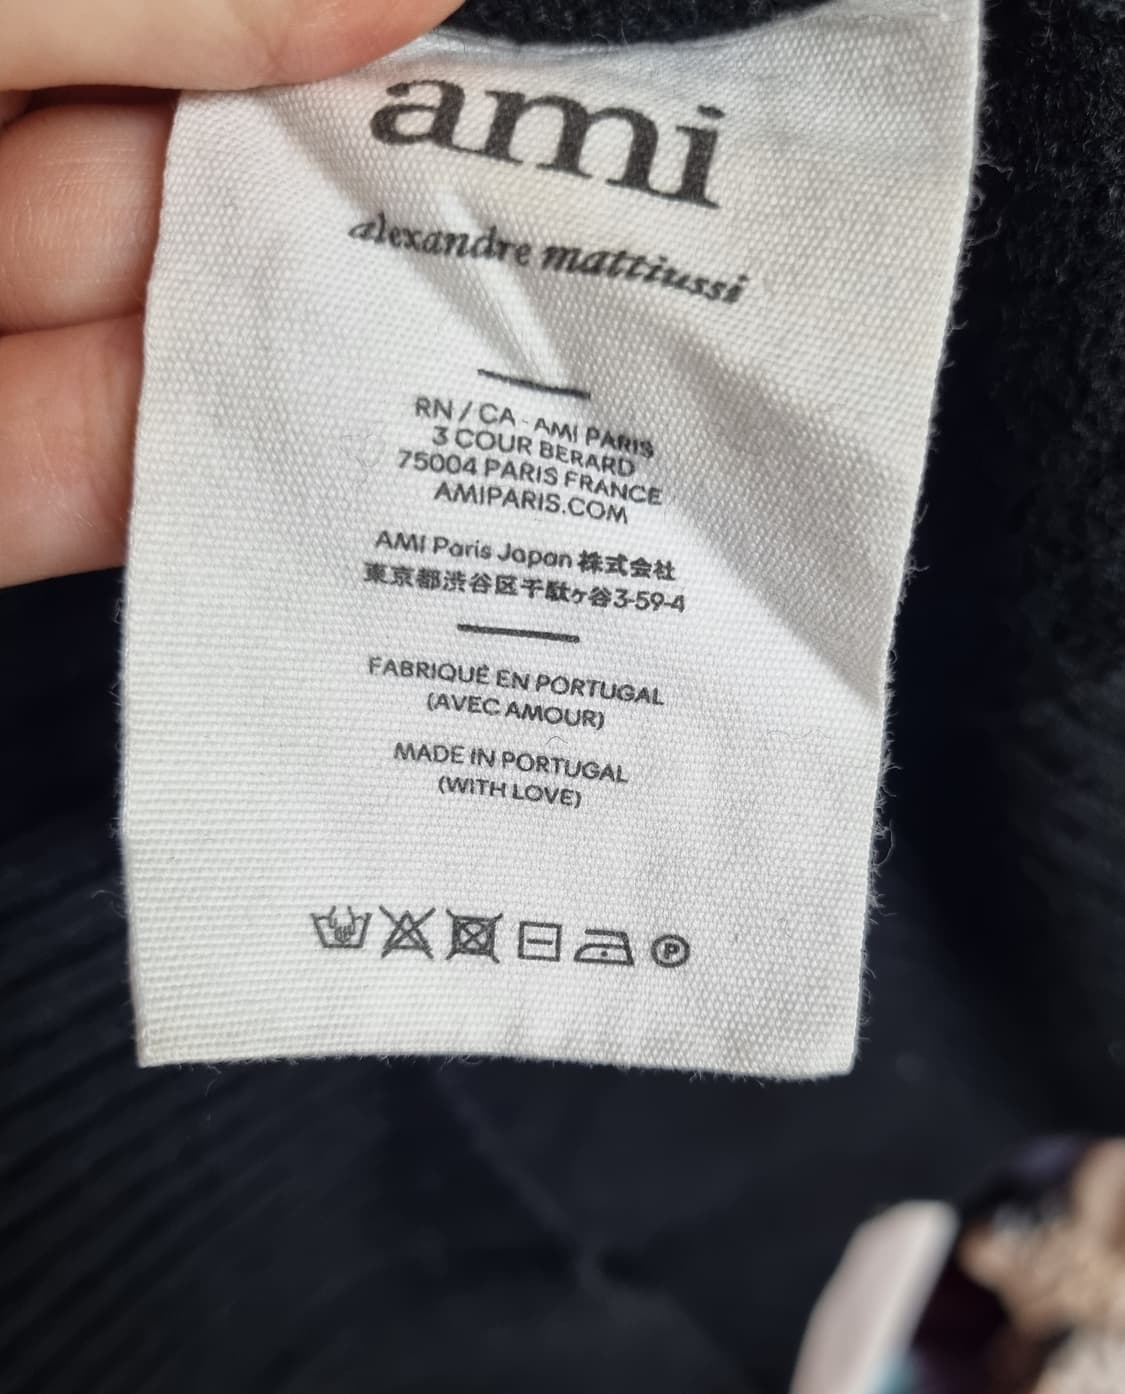 ami
alexandre mattiussi
RN / CA - AMI PARIS
3 COUR BERARD
75004 PARIS FRANCE
AMIPARIS.COM
AMI Paris Japan 株式会社
東京都渋谷区千駄ヶ谷3-59-4
FABRIQUÉ EN PORTUGAL
(AVEC AMOUR)
MADE IN PORTUGAL
(WITH LOVE)
P